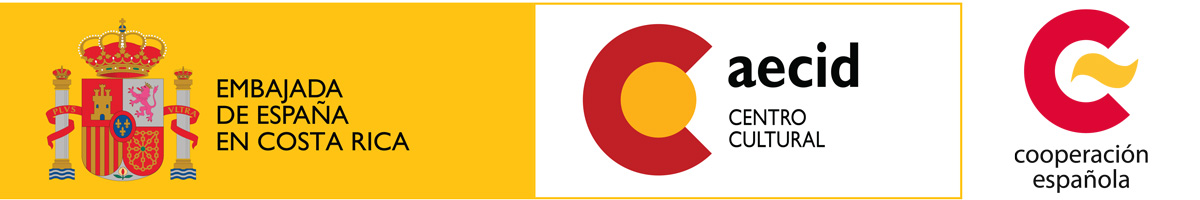 PLVS VLTRA
EMBAJADA
DE ESPAÑA
EN COSTA RICA
aecid
CENTRO
CULTURAL
cooperación
española